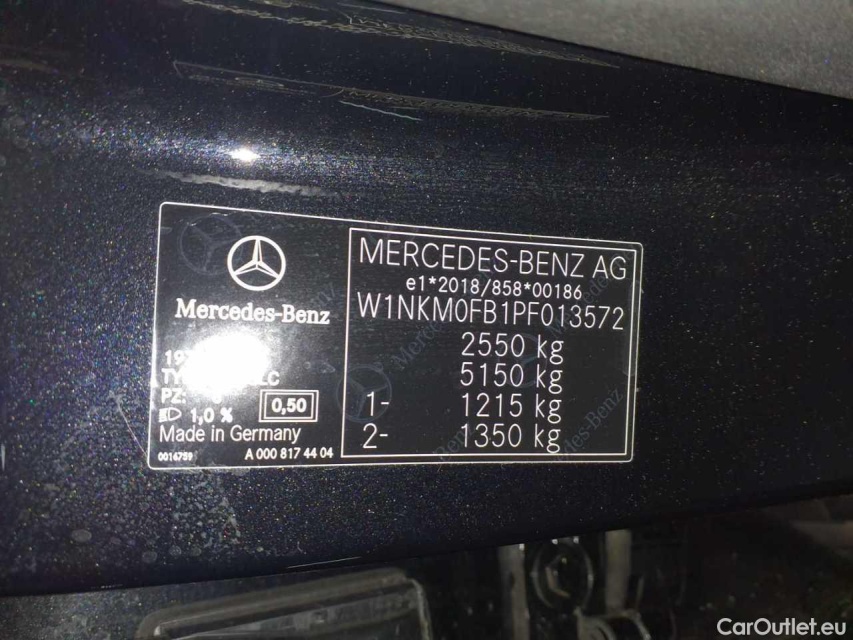 Mercedes-Benz
PZ:
1,0 %
0,50
Made in Germany
0014759
A 000 817 44 04
MERCEDES-BENZ AG
e1*2018/858*00186
W1NKM0FB1PF013572
2550 kg
5150 kg
1- 1215 kg
2- 1350 kg
CarOutlet.eu